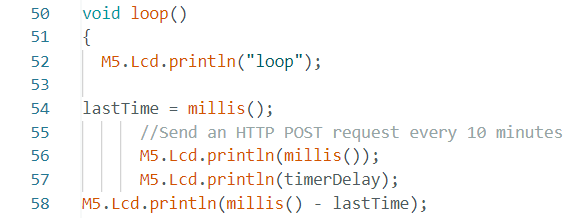 50 void loop()
51 {
52 M5.Lcd.println("loop");
53
54 lastTime = millis();
55 //Send an HTTP POST request every 10 minutes
56 M5.Lcd.println(millis());
57 M5.Lcd.println(timerDelay);
58 M5.Lcd.println(millis() - lastTime);